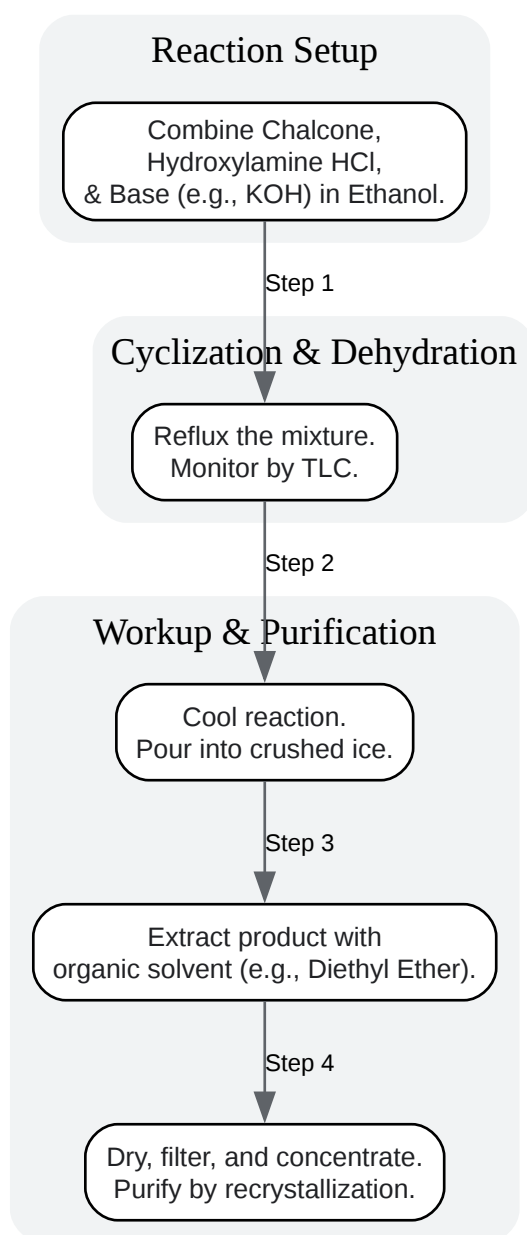 Reaction Setup
Combine Chalcone,
Hydroxylamine HCl,
& Base (e.g., KOH) in Ethanol.
Step 1
Cyclization & Dehydration
Reflux the mixture.
Monitor by TLC.
Step 2
Workup & Purification
Cool reaction.
Pour into crushed ice.
Step 3
Extract product with
organic solvent (e.g., Diethyl Ether).
Step 4
Dry, filter, and concentrate.
Purify by recrystallization.